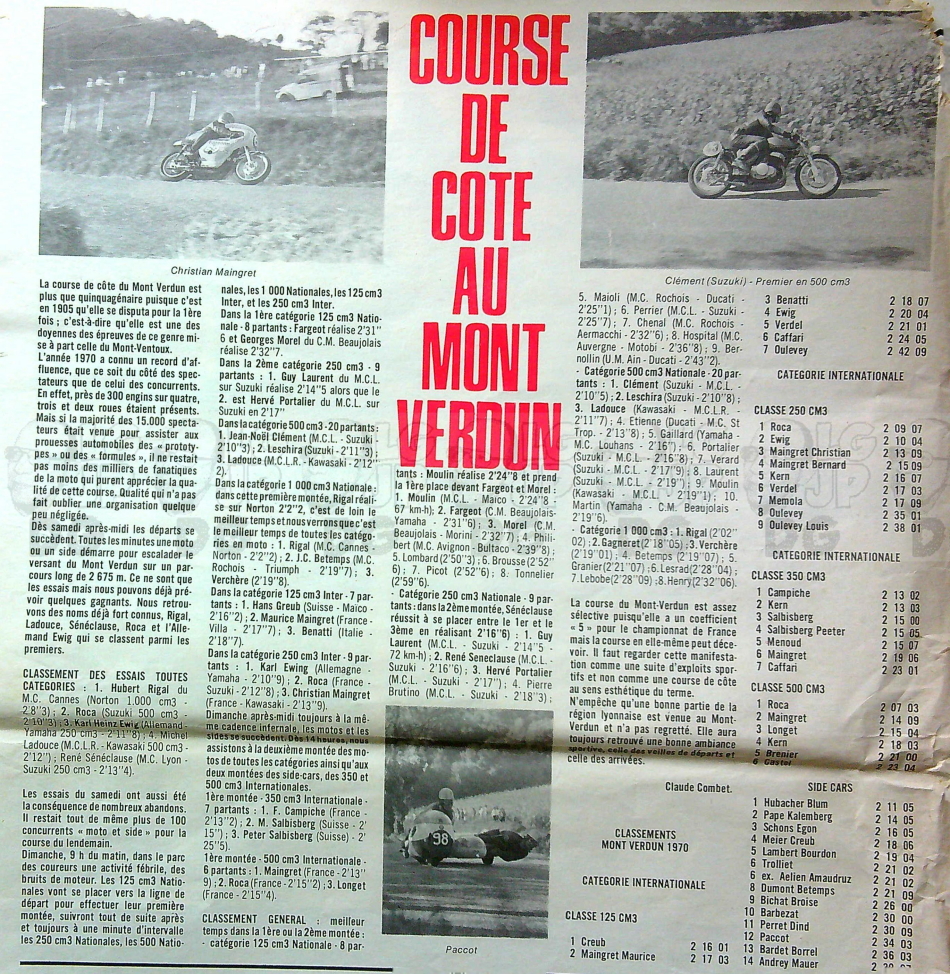 COURSE
DE
COTE
AU
MONT
VERDUN
Christian Maingret
Clément (Suzuki) - Premier en 500 cm3
La course de côte du Mont Verdun est
plus que quinquagénaire puisque c'est
en 1905 qu'elle se disputa pour la 1ère
fois ; c'est-à-dire qu'elle est une des
doyennes des épreuves de ce genre mi-
se à part celle du Mont-Ventoux.
L'année 1970 a connu un record d'af-
fluence, que ce soit du côté des spec-
tateurs que de celui des concurrents.
En effet, près de 300 engins sur quatre,
trois et deux roues étaient présents.
Mais si la majorité des 15.000 specta-
teurs était venue pour assister aux
prouesses automobiles des « prototy-
pes » ou des « formules », il ne restait
pas moins des milliers de fanatiques
de la moto qui purent apprécier la qua-
lité de cette course. Qualité qui n'a pas
fait oublier une organisation quelque
peu négligée.
Dès samedi après-midi les départs se
succèdent. Toutes les minutes une moto
ou un side démarre pour escalader le
versant du Mont Verdun sur un par-
cours long de 2 675 m. Ce ne sont que
les essais mais nous pouvons déjà pré-
voir quelques gagnants. Nous retrou-
vons des noms déjà fort connus, Rigal,
Ladouce, Sénéclause, Roca et l'Alle-
mand Ewig qui se classent parmi les
premiers.
CLASSEMENT DES ESSAIS TOUTES
CATEGORIES : 1. Hubert Rigal du
M.C. Cannes (Norton 1.000 cm3 -
2'8''3) ; 2. Roca (Suzuki 500 cm3 -
2'10''3) ; 3. Karl Heinz Ewig (Allemand-
Yamaha 250 cm3 - 2'11''8) ; 4. Michel
Ladouce (M.C.L.R. - Kawasaki 500 cm3 -
2'12'') ; René Sénéclause (M.C. Lyon -
Suzuki 250 cm3 - 2'13''4).
Les essais du samedi ont aussi été
la conséquence de nombreux abandons.
Il restait tout de même plus de 100
concurrents « moto et side » pour la
course du lendemain.
Dimanche, 9 h du matin, dans le parc
des coureurs une activité fébrile, des
bruits de moteur. Les 125 cm3 Natio-
nales vont se placer vers la ligne de
départ pour effectuer leur première
montée, suivront tout de suite après
et toujours à une minute d'intervalle
les 250 cm3 Nationales, les 500 Natio-
nales, les 1 000 Nationales, les 125 cm3
Inter, et les 250 cm3 Inter.
Dans la 1ère catégorie 125 cm3 Natio-
nale - 8 partants : Fargeot réalise 2'31''
6 et Georges Morel du C.M. Beaujolais
réalise 2'32''7.
Dans la 2ème catégorie 250 cm3 - 9
partants : 1. Guy Laurent du M.C.L.
sur Suzuki réalise 2'14''5 alors que le
2. est Hervé Portalier du M.C.L. sur
Suzuki en 2'17''
Dans la catégorie 500 cm3 - 20 partants :
1. Jean-Noël Clément (M.C.L. - Suzuki -
2'10''3) ; 2. Leschira (Suzuki - 2'11''3) ;
3. Ladouce (M.C.L.R. - Kawasaki - 2'12''
2).
Dans la catégorie 1 000 cm3 Nationale :
dans cette première montée, Rigal réali-
se sur Norton 2'2''2, c'est de loin le
meilleur temps et nous verrons que c'est
le meilleur temps de toutes les catégo-
ries en moto : 1. Rigal (M.C. Cannes -
Norton - 2'2''2) ; 2. J.C. Betemps (M.C.
Rochois - Triumph - 2'19''7) ; 3.
Verchère (2'19''8).
Dans la catégorie 125 cm3 Inter - 7 par-
tants : 1. Hans Greub (Suisse - Maico -
2'16''2) ; 2. Maurice Maingret (France -
Villa - 2'17''7) ; 3. Benatti (Italie -
2'18''7).
Dans la catégorie 250 cm3 Inter - 9 par-
tants : 1. Karl Ewing (Allemagne -
Yamaha - 2'10''9) ; 2. Roca (France -
Suzuki - 2'12''8) ; 3. Christian Maingret
(France - Kawasaki - 2'13''9).
Dimanche après-midi toujours à la mê-
me cadence infernale, les motos et les
sides se succèdent. Dès 14 heures, nous
assistons à la deuxième montée des mo-
tos de toutes les catégories ainsi qu'aux
deux montées des side-cars, des 350 et
500 cm3 Internationales.
1ère montée - 350 cm3 Internationale -
7 partants : 1. F. Campiche (France -
2'13''2) ; 2. M. Salbisberg (Suisse - 2'
15'') ; 3. Peter Salbisberg (Suisse) - 2'
25''5).
1ère montée - 500 cm3 Internationale -
6 partants : 1. Maingret (France - 2'13''
9) ; 2. Roca (France - 2'15''2) ; 3. Longet
(France - 2'15''4).
CLASSEMENT GENERAL : meilleur
temps dans la 1ère ou la 2ème montée :
- catégorie 125 cm3 Nationale - 8 par-
tants : Moulin réalise 2'24''8 et prend
la 1ère place devant Fargeot et Morel :
1. Moulin (M.C.L. - Maico - 2'24''8 -
67 km/h) ; 2. Fargeot (C.M. Beaujolais-
Yamaha - 2'31''6) ; 3. Morel (C.M.
Beaujolais - Morini - 2'32''7) ; 4. Phili-
bert (M.C. Avignon - Bultaco - 2'39''8) ;
5. Lombard (2'50''3) ; 6. Brousse (2'52''
6) ; 7. Picot (2'52''6) ; 8. Tonnelier
(2'59''6).
- Catégorie 250 cm3 Nationale - 9 par-
tants : dans la 2ème montée, Sénéclause
réussit à se placer entre le 1er et le
3ème en réalisant 2'16''6) : 1. Guy
Laurent (M.C.L. - Suzuki - 2'14''5 -
72 km/h) ; 2. René Seneclause (M.C.L. -
Suzuki - 2'16''6) ; 3. Hervé Portalier
(M.C.L. - Suzuki - 2'17'') ; 4. Pierre
Brutino (M.C.L. - Suzuki - 2'18''3) ;
98
Paccot
5. Maioli (M.C. Rochois - Ducati -
2'25''1) ; 6. Perrier (M.C.L. - Suzuki -
2'25''7) ; 7. Chenal (M.C. Rochois -
Aermacchi - 2'32''6) ; 8. Hospital (M.C.
Auvergne - Motobi - 2'36''8) ; 9. Ber-
nollin (U.M. Ain - Ducati - 2'43''2).
- Catégorie 500 cm3 Nationale - 20 par-
tants : 1. Clément (Suzuki - M.C.L. -
2'10''5) ; 2. Leschira (Suzuki - 2'10''8) ;
3. Ladouce (Kawasaki - M.C.L.R. -
2'11''7) ; 4. Etienne (Ducati - M.C. St
Trop. - 2'13''8) ; 5. Gaillard (Yamaha -
M.C. Louhans - 2'16'') ; 6. Portalier
(Suzuki - M.C.L. - 2'16''8) ; 7. Verard
(Suzuki - M.C.L. - 2'17''9) ; 8. Laurent
(Suzuki - M.C.L. - 2'19'') ; 9. Moulin
(Kawasaki - M.C.L. - 2'19''1) ; 10.
Martin (Yamaha - C.M. Beaujolais -
2'19''6).
- Catégorie 1 000 cm3 : 1. Rigal (2'02''
02) ; 2. Gagneret (2'18''05) ; 3. Verchère
(2'19''01) ; 4. Betemps (2'19''07) ; 5.
Granier (2'21''07) ; 6. Lesrad (2'28''04) ;
7. Lebobe (2'28''09) ; 8. Henry (2'32''06).
La course du Mont-Verdun est assez
sélective puisqu'elle a un coefficient
« 5 » pour le championnat de France
mais la course en elle-même peut déce-
voir. Il faut regarder cette manifesta-
tion comme une suite d'exploits spor-
tifs et non comme une course de côte
au sens esthétique du terme.
N'empêche qu'une bonne partie de la
région lyonnaise est venue au Mont-
Verdun et n'a pas regretté. Elle aura
toujours retrouvé une bonne ambiance
sportive, celle des veilles de départs et
celle des arrivées.
Claude Combet.
CLASSEMENTS
MONT VERDUN 1970
CATEGORIE INTERNATIONALE
CLASSE 125 CM3
1 Creub 2 16 01
2 Maingret Maurice 2 17 03
3 Benatti 2 18 07
4 Ewig 2 20 04
5 Verdel 2 21 01
6 Caffari 2 24 05
7 Oulevey 2 42 09
CATEGORIE INTERNATIONALE
CLASSE 250 CM3
1 Roca 2 09 07
2 Ewig 2 10 04
3 Maingret Christian 2 13 09
4 Maingret Bernard 2 15 09
5 Kern 2 16 07
6 Verdel 2 17 03
7 Memola 2 17 09
8 Oulevey 2 35 01
9 Oulevey Louis 2 38 01
CATEGORIE INTERNATIONALE
CLASSE 350 CM3
1 Campiche 2 13 02
2 Kern 2 13 03
3 Salbisberg 2 15 00
4 Salbisberg Peeter 2 15 05
5 Menoud 2 15 07
6 Maingret 2 19 06
7 Caffari 2 23 01
CLASSE 500 CM3
1 Roca 2 07 03
2 Maingret 2 14 09
3 Longet 2 15 04
4 Kern 2 18 03
5 Brenier 2 21 00
6 Gastel 2 23 04
SIDE CARS
1 Hubacher Blum 2 11 05
2 Pape Kalemberg 2 14 05
3 Schons Egon 2 16 05
4 Meier Creub 2 18 06
5 Lambert Bourdon 2 19 04
6 Trolliet 2 21 02
6 ex. Aelien Amaudruz 2 21 02
8 Dumont Betemps 2 21 09
9 Bichat Broise 2 26 00
10 Barbezat 2 30 00
11 Perret Dind 2 30 09
12 Paccot 2 34 03
13 Bardet Borrel 2 36 03
14 Andrey Mauer